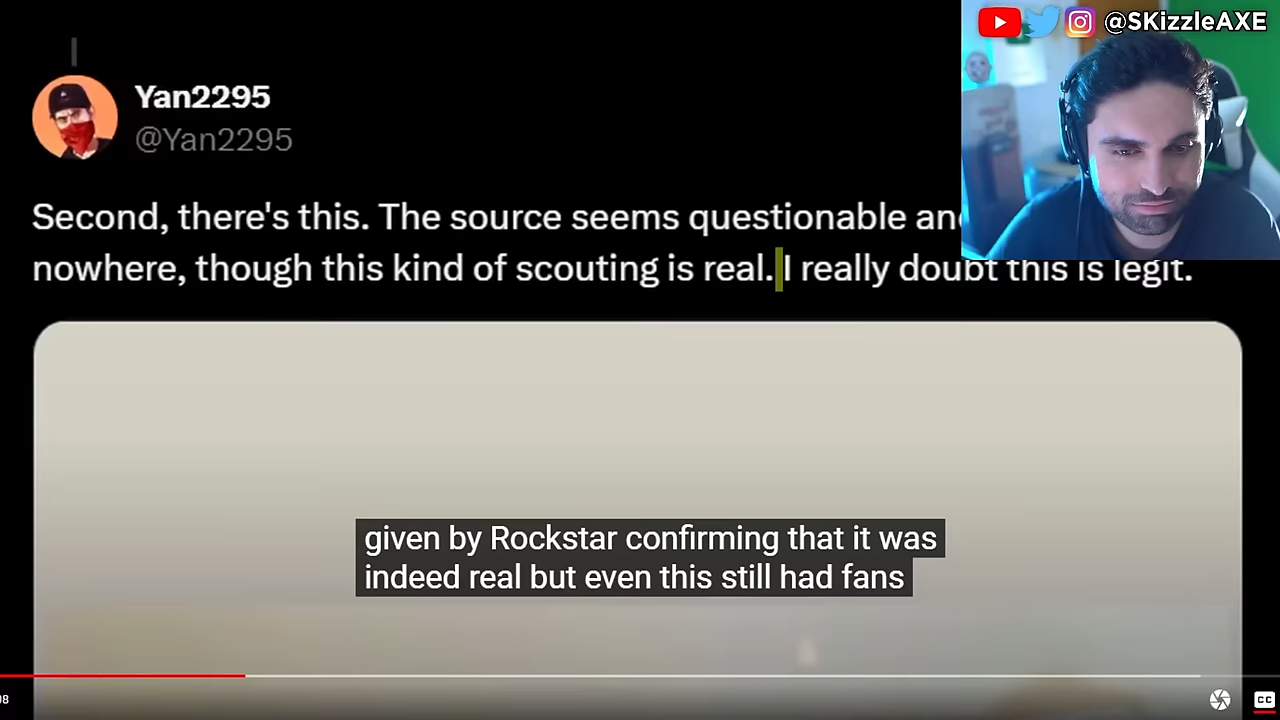 @SKizzleAXE
Yan2295
@Yan2295
Second, there's this. The source seems questionable
nowhere, though this kind of scouting is real. I really doubt this is legit.
given by Rockstar confirming that it was
indeed real but even this still had fans
CC